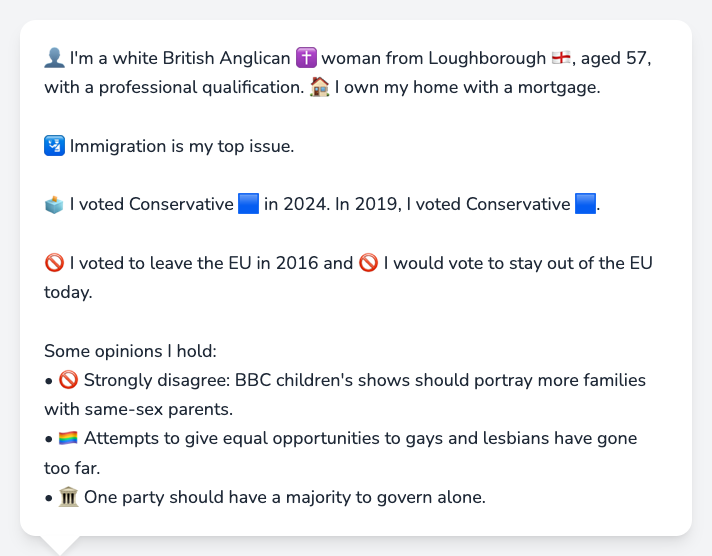 👤 I'm a white British Anglican ✝️ woman from Loughborough 🏴󠁧󠁢󠁥󠁮󠁧󠁿, aged 57,
with a professional qualification. 🏠 I own my home with a mortgage.
🛂 Immigration is my top issue.
🗳️ I voted Conservative 🟦 in 2024. In 2019, I voted Conservative 🟦.
🚫 I voted to leave the EU in 2016 and 🚫 I would vote to stay out of the EU
today.
Some opinions I hold:
• 🚫 Strongly disagree: BBC children's shows should portray more families
with same-sex parents.
• 🏳️‍🌈 Attempts to give equal opportunities to gays and lesbians have gone
too far.
• 🏛️ One party should have a majority to govern alone.